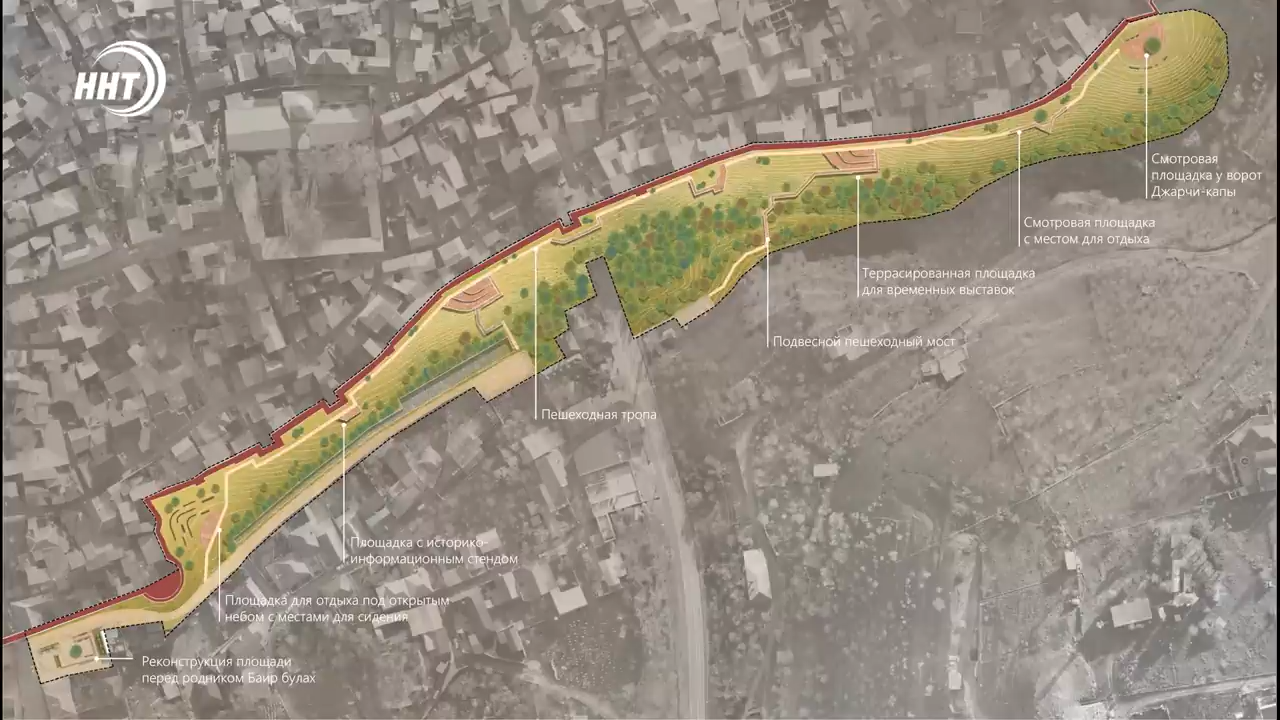 ННТ
Смотровая
площадка у ворот
Джарчи-капы
Смотровая площадка
с местом для отдыха
Террасированная площадка
для временных выставок
Подвесной пешеходный мост
Пешеходная тропа
Площадка с историко-
информационным стендом
Площадка для отдыха под открытым
небом с местами для сидения
Реконструкция площади
перед родником Баир булах